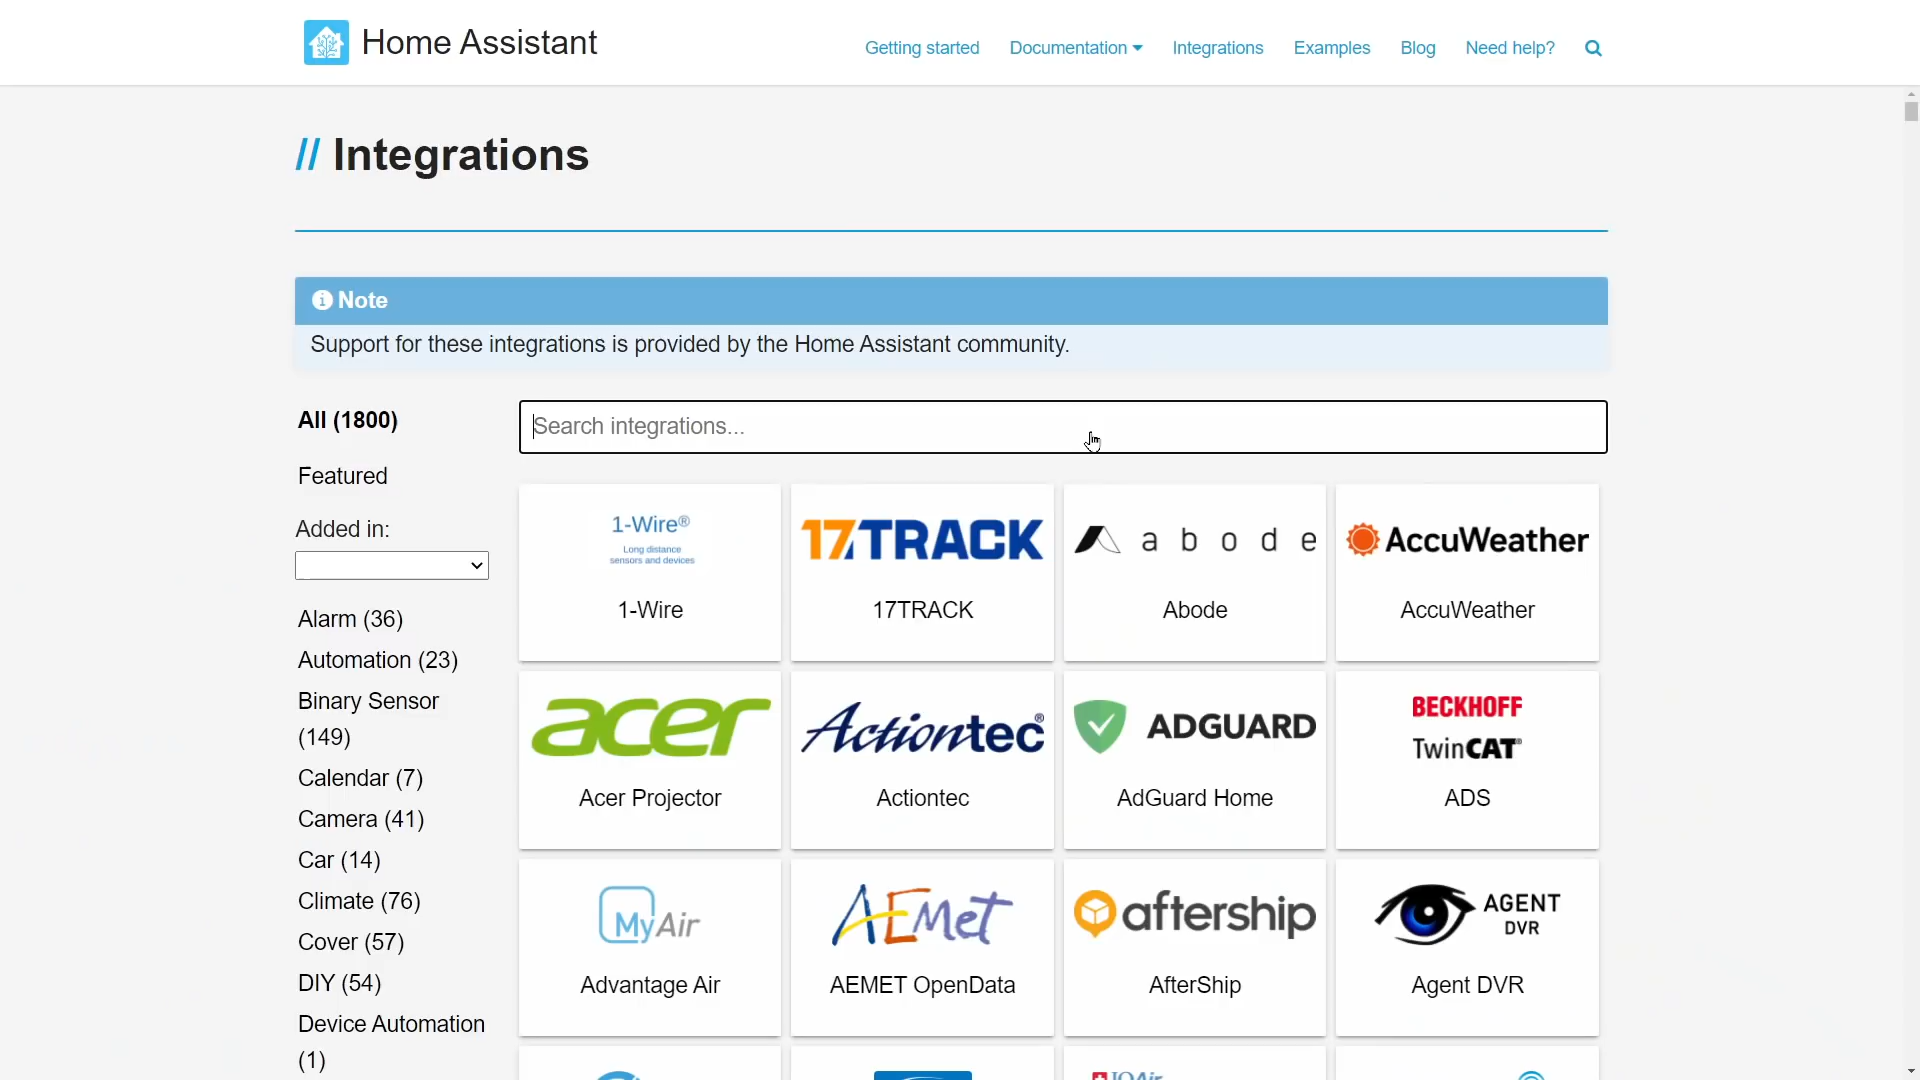 Home Assistant
Getting started
Documentation
Integrations
Examples
Blog
Need help?
// Integrations
Note
Support for these integrations is provided by the Home Assistant community.
All (1800)
Featured
Added in:
Alarm (36)
Automation (23)
Binary Sensor
(149)
Calendar (7)
Camera (41)
Car (14)
Climate (76)
Cover (57)
DIY (54)
Device Automation
(1)
Search integrations...
1-Wire®
Long distance
sensors and devices
1-Wire
17TRACK
17TRACK
abode
Abode
AccuWeather
AccuWeather
acer
Acer Projector
Actiontec®
Actiontec
ADGUARD
AdGuard Home
BECKHOFF
TwinCAT®
ADS
MyAir
Advantage Air
AEMet
AEMET OpenData
aftership
AfterShip
AGENT
DVR
Agent DVR
IQAir